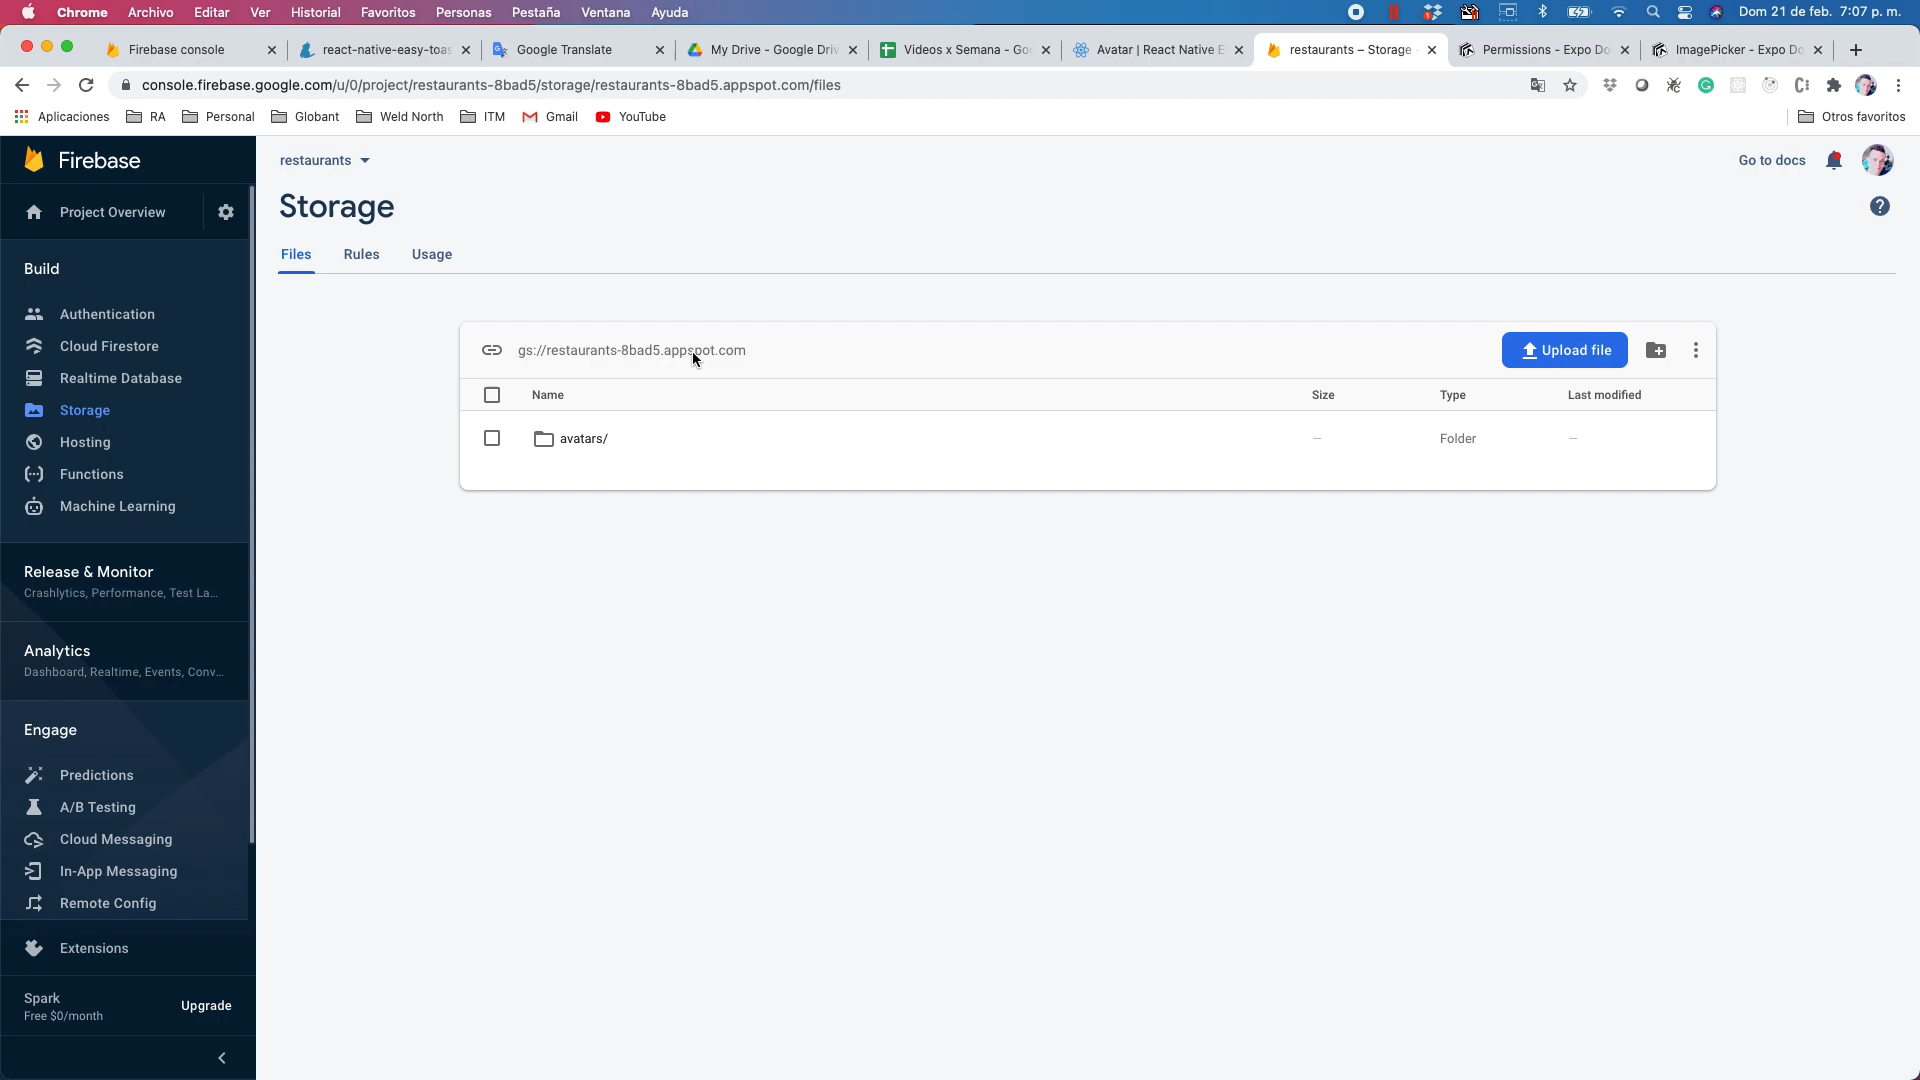 Chrome Archivo Editar Ver Historial Favoritos Personas Pestaña Ventana Ayuda Dom 21 de feb. 7:07 p. m.
Firebase console react-native-easy-toas Google Translate My Drive - Google Driv Videos x Semana - Goo Avatar | React Native E restaurants – Storage - Permissions - Expo Do ImagePicker - Expo Do
console.firebase.google.com/u/0/project/restaurants-8bad5/storage/restaurants-8bad5.appspot.com/files
Aplicaciones RA Personal Globant Weld North ITM Gmail YouTube Otros favoritos
Firebase
restaurants
Go to docs
Project Overview
Storage
Files Rules Usage
Build
Authentication
Cloud Firestore
Realtime Database
Storage
Hosting
Functions
Machine Learning
gs://restaurants-8bad5.appspot.com
Upload file
Name Size Type Last modified
avatars/ – Folder –
Release & Monitor
Crashlytics, Performance, Test La...
Analytics
Dashboard, Realtime, Events, Conv...
Engage
Predictions
A/B Testing
Cloud Messaging
In-App Messaging
Remote Config
Extensions
Spark
Free $0/month
Upgrade